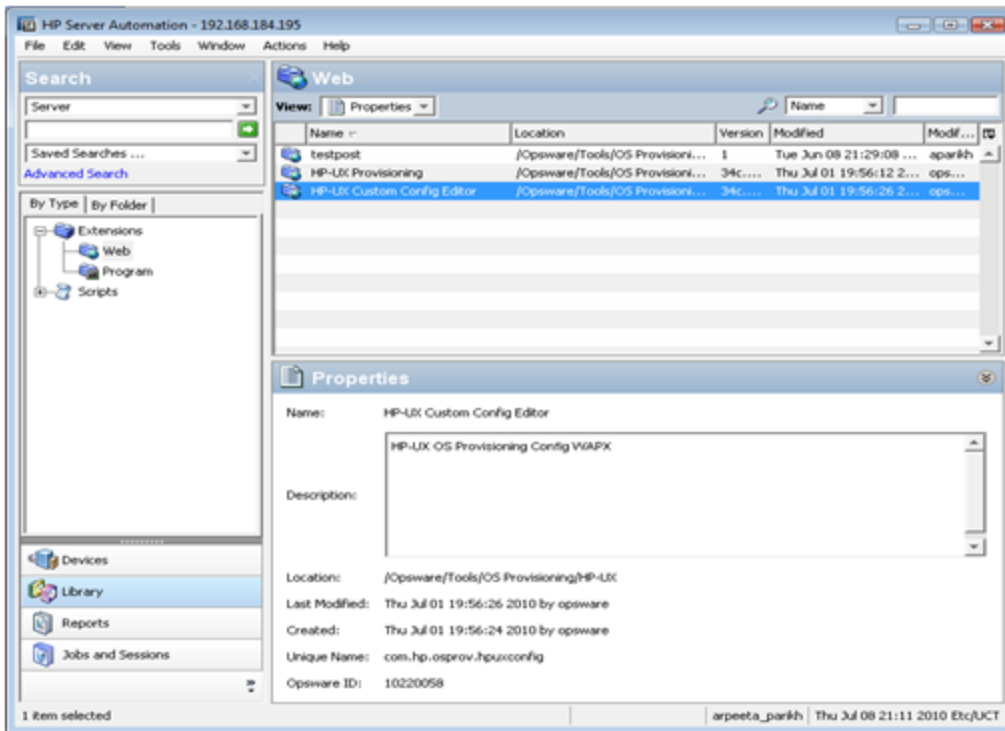 HP Server Automation - 192.168.184.195
File Edit View Tools Window Actions Help
Search
Server
Saved Searches ...
Advanced Search
By Type By Folder
Extensions
Web
Program
Scripts
Devices
Library
Reports
Jobs and Sessions
Web
View: Properties Name
Name Location Version Modified Modif...
testpost /Opsware/Tools/OS Provisioni... 1 Tue Jun 08 21:29:08 ... aparikh
HP-UX Provisioning /Opsware/Tools/OS Provisioni... 34c.... Thu Jul 01 19:56:12 2... ops...
HP-UX Custom Config Editor /Opsware/Tools/OS Provisioni... 34c.... Thu Jul 01 19:56:26 2... ops...
Properties
Name: HP-UX Custom Config Editor
Description: HP-UX OS Provisioning Config WAPX
Location: /Opsware/Tools/OS Provisioning/HP-UX
Last Modified: Thu Jul 01 19:56:26 2010 by opsware
Created: Thu Jul 01 19:56:24 2010 by opsware
Unique Name: com.hp.osprov.hpuxconfig
Opsware ID: 10220058
1 item selected
arpeeta_parikh Thu Jul 08 21:11 2010 Etc/UCT